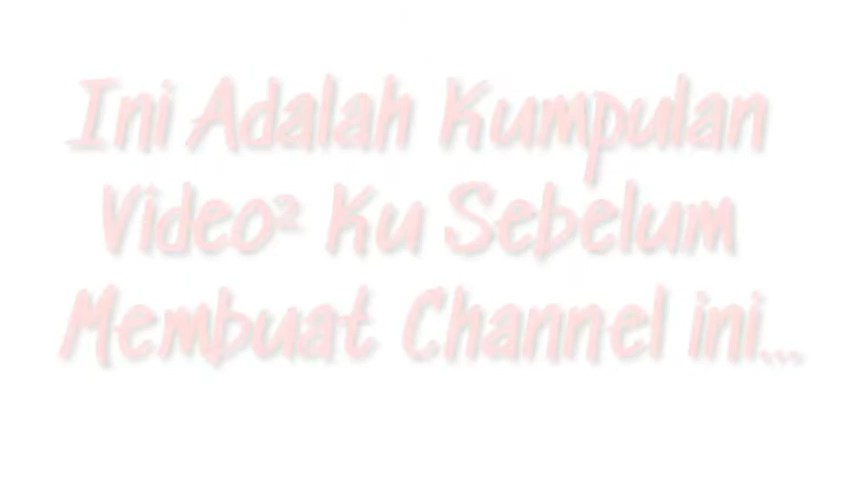 Ini Adalah Kumpulan
Video² Ku Sebelum
Membuat Channel ini...